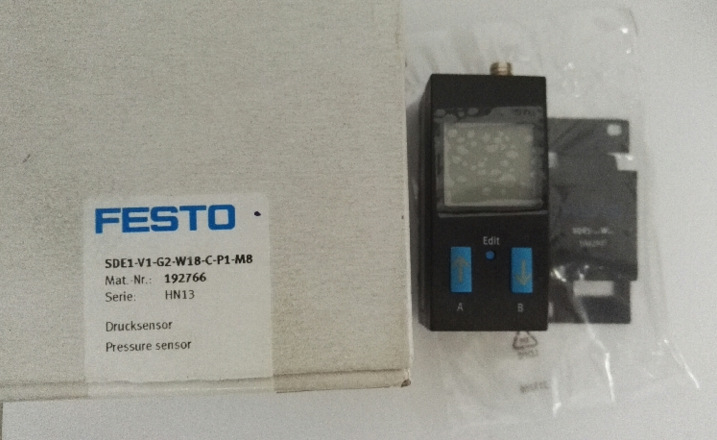 FESTO
SDE1-V1-G2-W18-C-P1-M8
Mat.-Nr.: 192766
Serie: HN13
Drucksensor
Pressure sensor
Edit
A
B